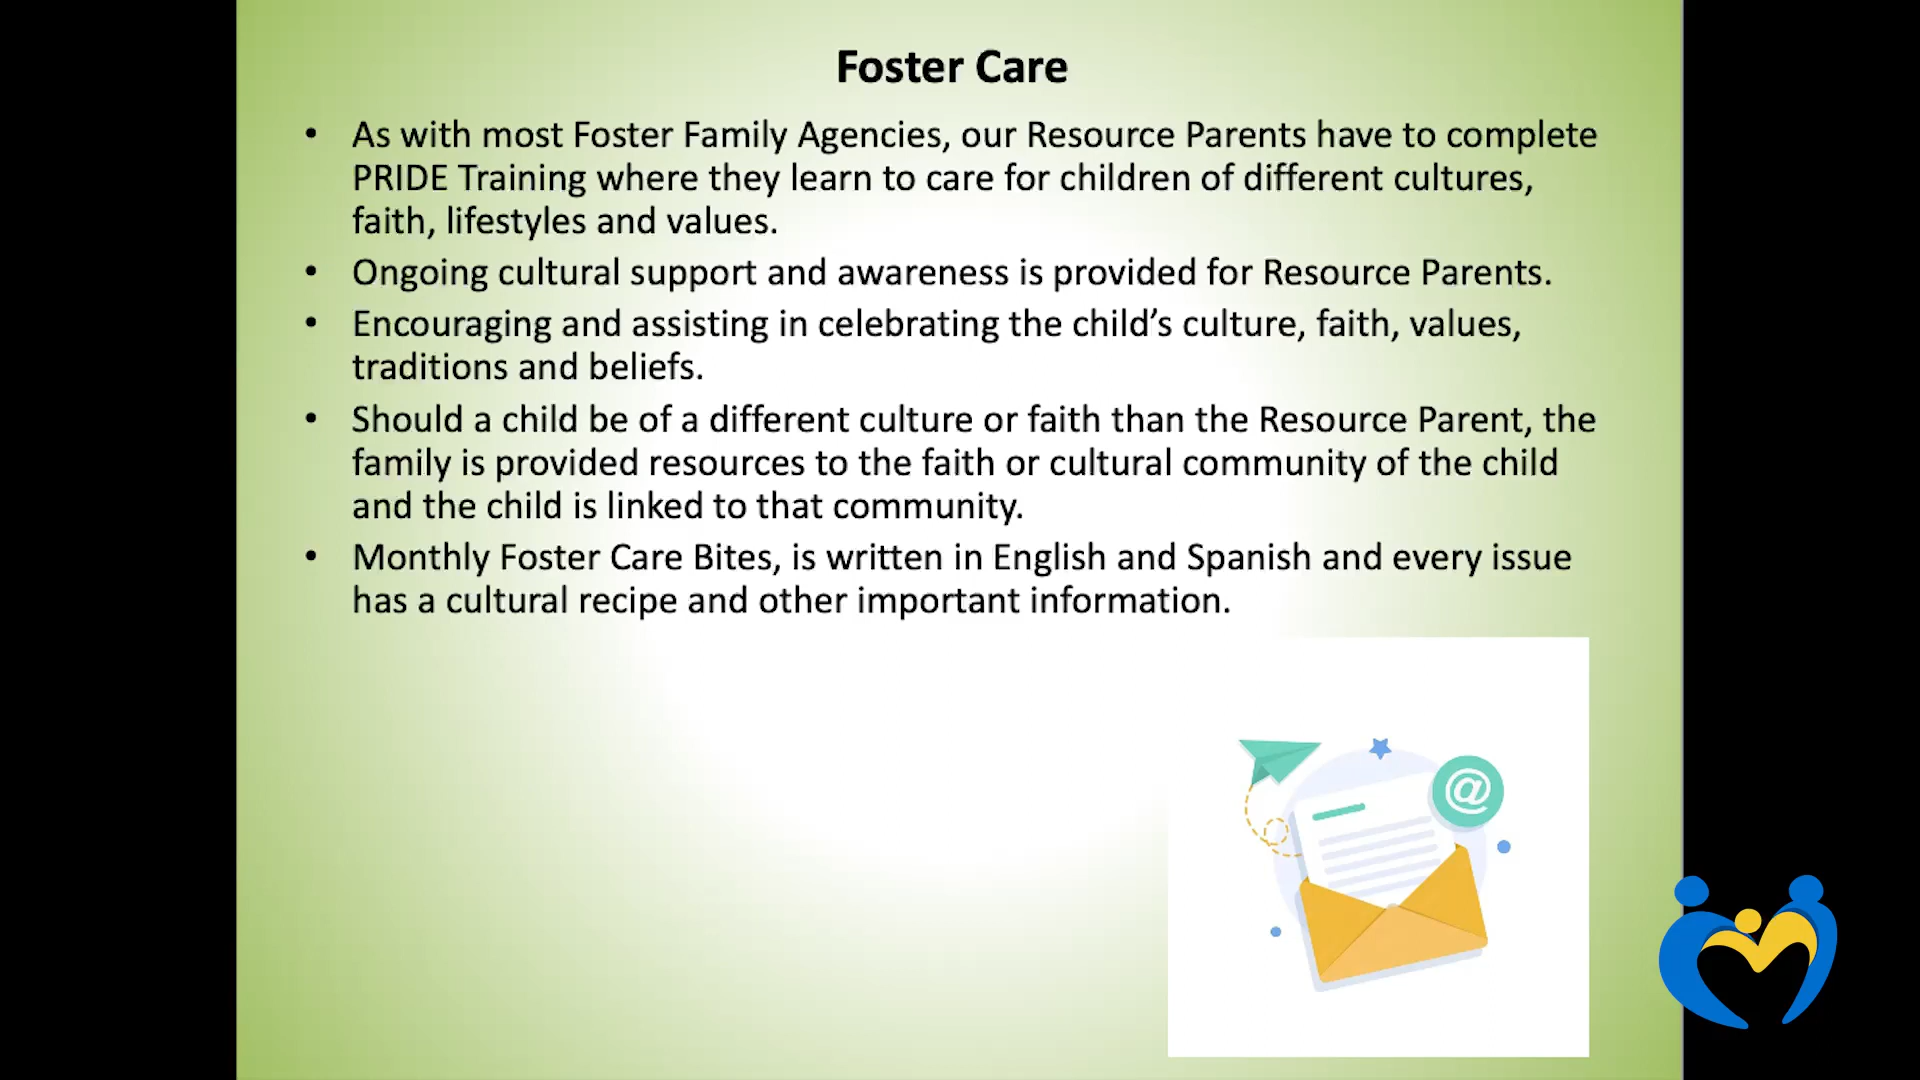 Foster Care
• As with most Foster Family Agencies, our Resource Parents have to complete
PRIDE Training where they learn to care for children of different cultures,
faith, lifestyles and values.
• Ongoing cultural support and awareness is provided for Resource Parents.
• Encouraging and assisting in celebrating the child’s culture, faith, values,
traditions and beliefs.
• Should a child be of a different culture or faith than the Resource Parent, the
family is provided resources to the faith or cultural community of the child
and the child is linked to that community.
• Monthly Foster Care Bites, is written in English and Spanish and every issue
has a cultural recipe and other important information.
@